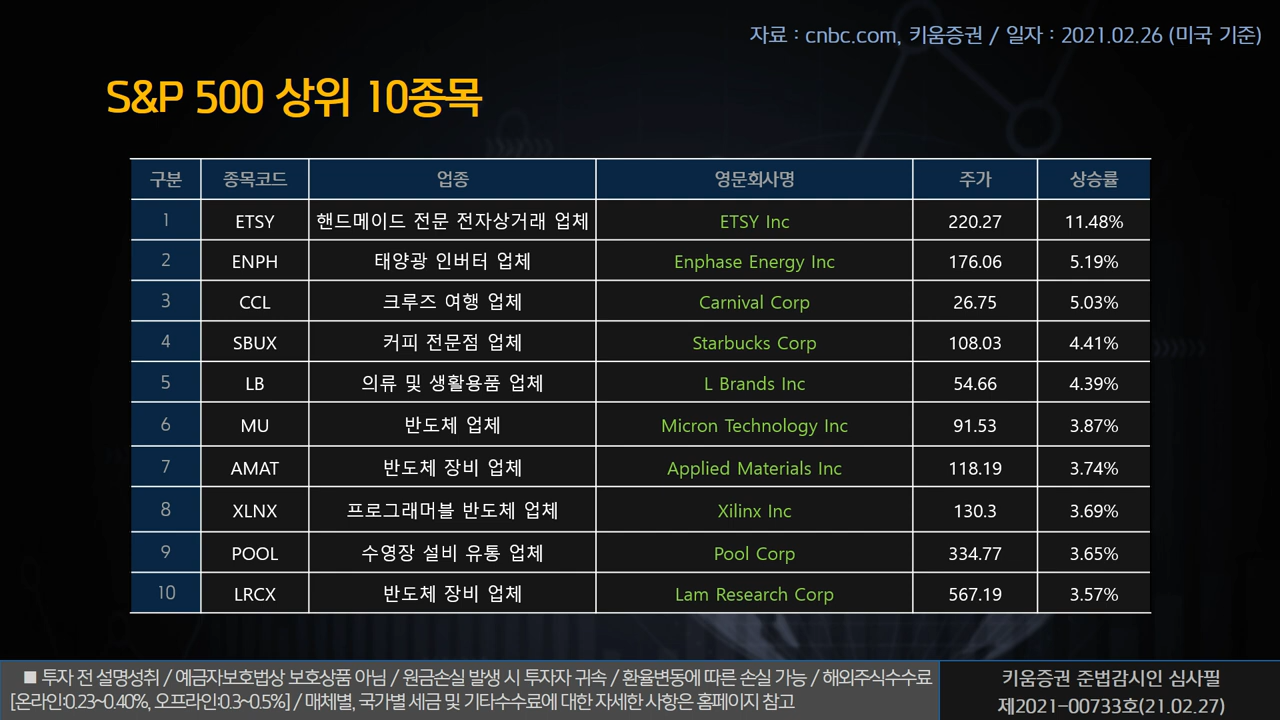 자료 : cnbc.com, 키움증권 / 일자 : 2021.02.26 (미국 기준)
S&P 500 상위 10종목
구분 종목코드 업종 영문회사명 주가 상승률
1 ETSY 핸드메이드 전문 전자상거래 업체 ETSY Inc 220.27 11.48%
2 ENPH 태양광 인버터 업체 Enphase Energy Inc 176.06 5.19%
3 CCL 크루즈 여행 업체 Carnival Corp 26.75 5.03%
4 SBUX 커피 전문점 업체 Starbucks Corp 108.03 4.41%
5 LB 의류 및 생활용품 업체 L Brands Inc 54.66 4.39%
6 MU 반도체 업체 Micron Technology Inc 91.53 3.87%
7 AMAT 반도체 장비 업체 Applied Materials Inc 118.19 3.74%
8 XLNX 프로그래머블 반도체 업체 Xilinx Inc 130.3 3.69%
9 POOL 수영장 설비 유통 업체 Pool Corp 334.77 3.65%
10 LRCX 반도체 장비 업체 Lam Research Corp 567.19 3.57%
■ 투자 전 설명성취 / 예금자보호법상 보호상품 아님 / 원금손실 발생 시 투자자 귀속 / 환율변동에 따른 손실 가능 / 해외주식수수료
[온라인:0.23~0.40%, 오프라인:0.3~0.5%] / 매체별, 국가별 세금 및 기타수수료에 대한 자세한 사항은 홈페이지 참고
키움증권 준법감시인 심사필
제2021-00733호(21.02.27)